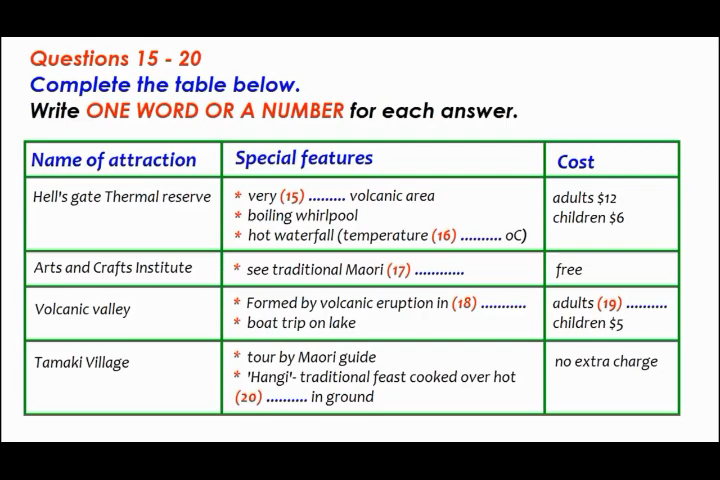 Questions 15 - 20
Complete the table below.
Write ONE WORD OR A NUMBER for each answer.
Name of attraction Special features Cost
Hell's gate Thermal reserve
* very (15) ......... volcanic area
* boiling whirlpool
* hot waterfall (temperature (16) .......... oC)
adults $12
children $6
Arts and Crafts Institute
* see traditional Maori (17) ............
free
Volcanic valley
* Formed by volcanic eruption in (18) ...........
* boat trip on lake
adults (19) ..........
children $5
Tamaki Village
* tour by Maori guide
* 'Hangi'- traditional feast cooked over hot
(20) .......... in ground
no extra charge